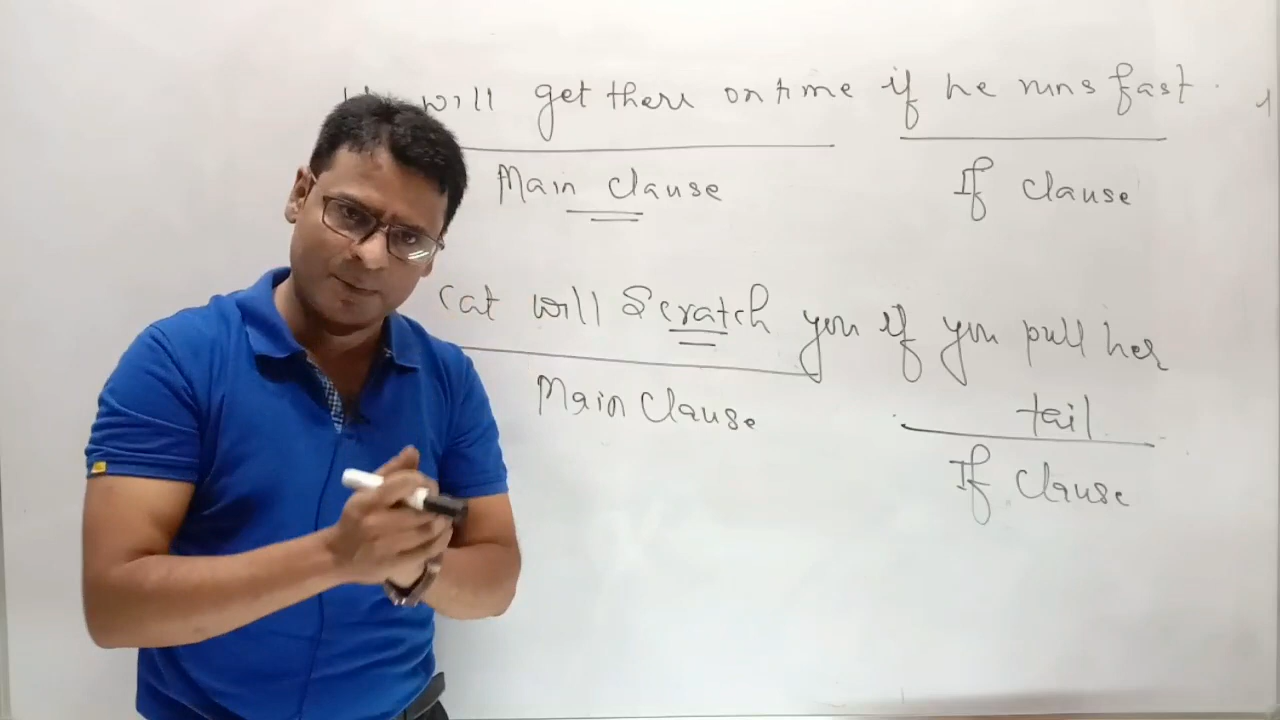 will get there on time if he runs fast.
Main clause If clause
Cat will Scratch you if you pull her
tail.
Main Clause
If Clause